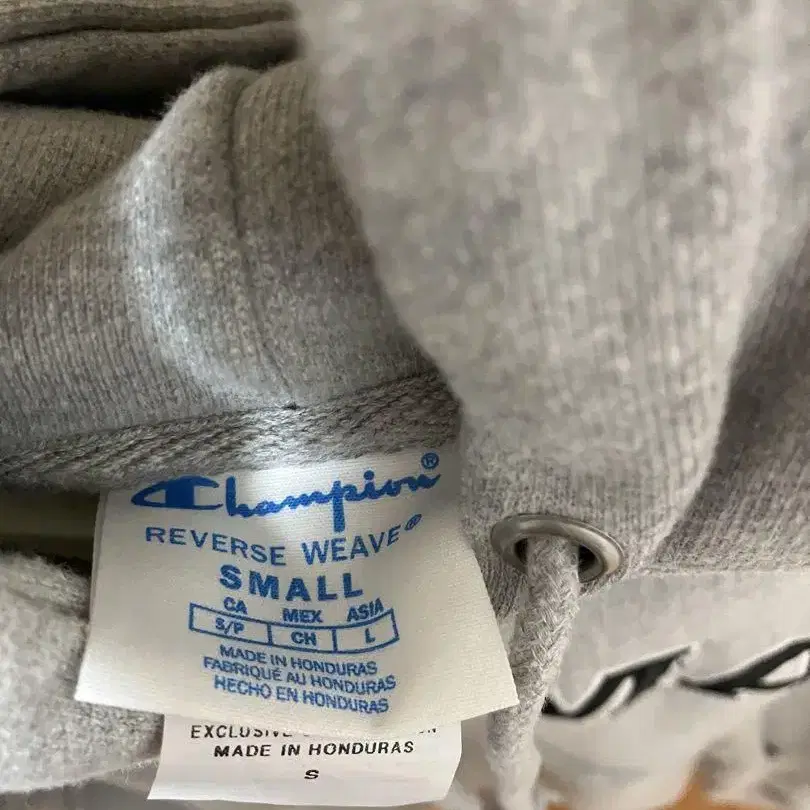 Champion®
REVERSE WEAVE®
SMALL
CA MEX ASIA
S/P CH L
MADE IN HONDURAS
FABRIQUÉ AU HONDURAS
HECHO EN HONDURAS
EXCLUSIVE
MADE IN HONDURAS
S